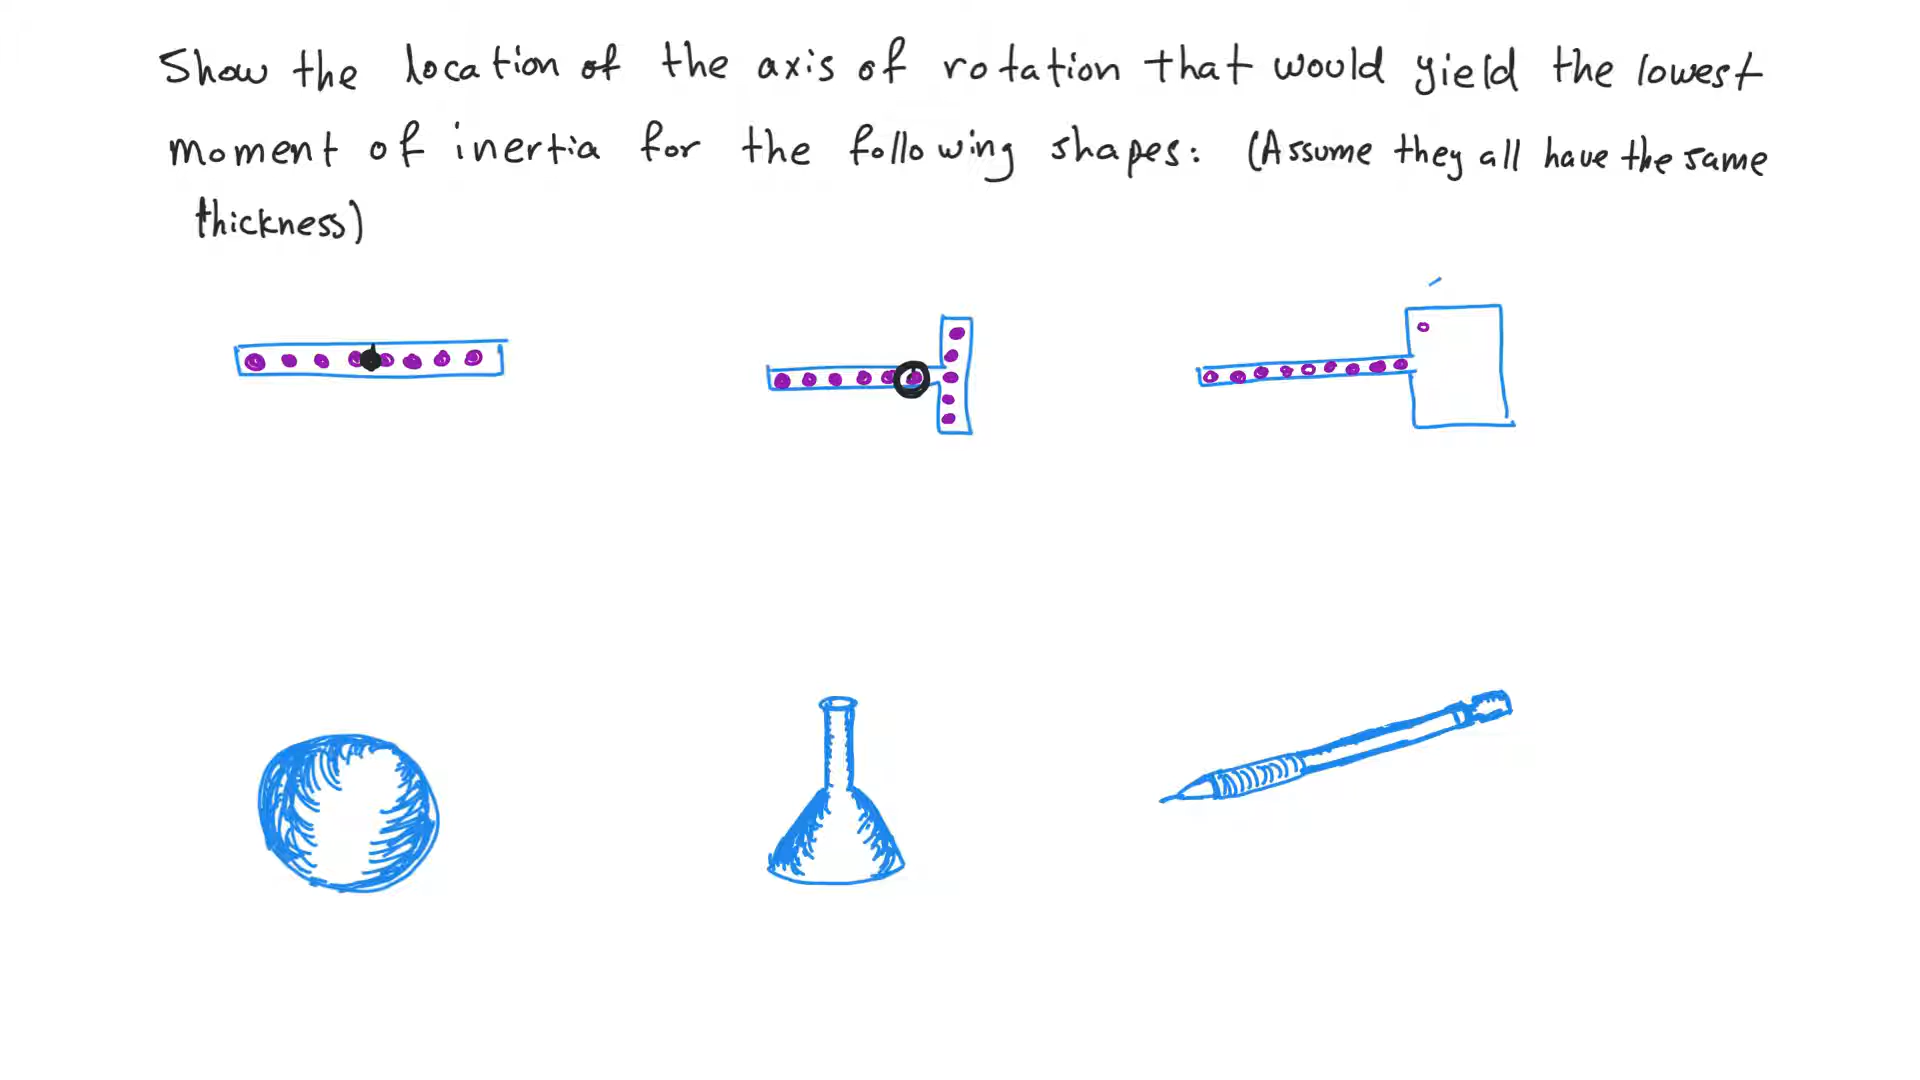 Show the location of the axis of rotation that would yield the lowest
moment of inertia for the following shapes: (Assume they all have the same
thickness)